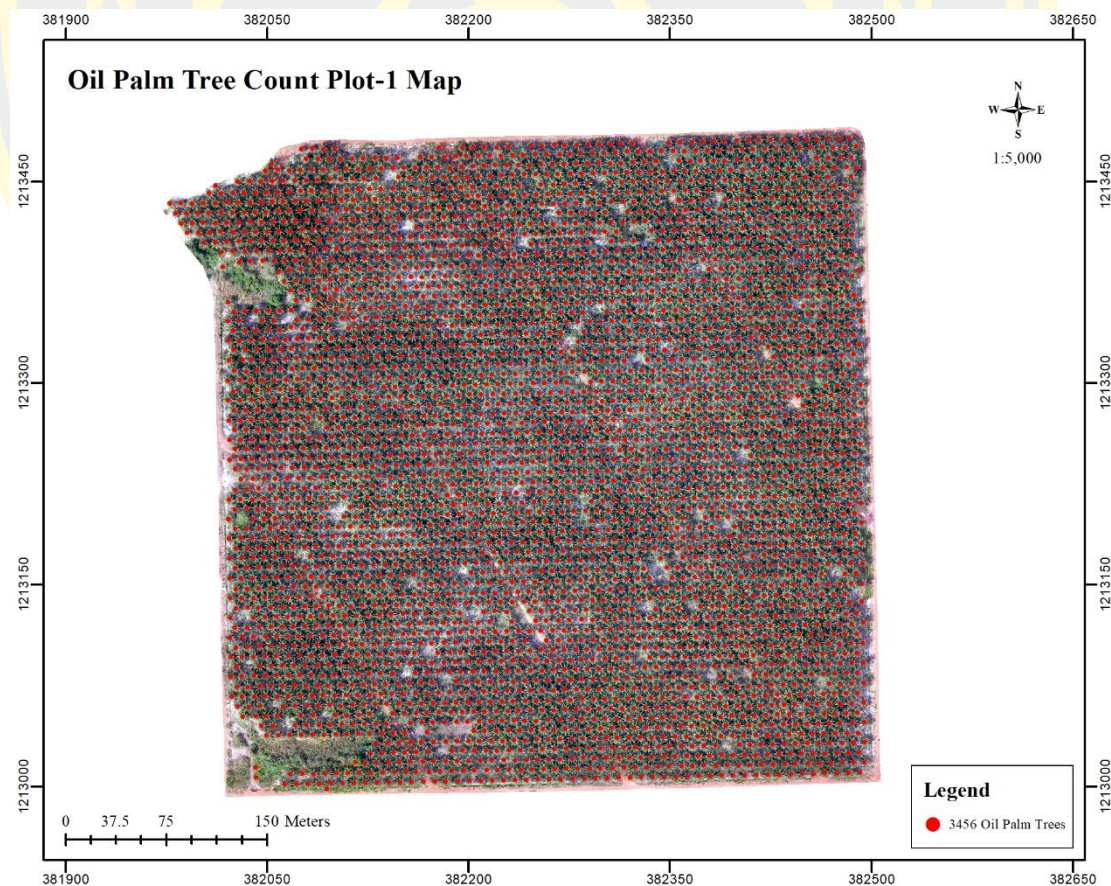 381900 382050 382200 382350 382500 382650
Oil Palm Tree Count Plot-1 Map
N
W E
S
1:5,000
1213450 1213450
1213300 1213300
1213150 1213150
1213000 1213000
Legend
3456 Oil Palm Trees
0 37.5 75 150 Meters
381900 382050 382200 382350 382500 382650